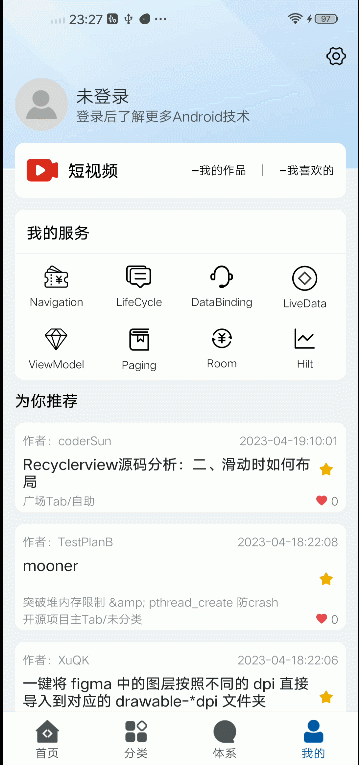 23:27 97
未登录
登录后了解更多Android技术
短视频 --我的作品 | --我喜欢的
我的服务
Navigation LifeCycle DataBinding LiveData
ViewModel Paging Room Hilt
为你推荐
作者：coderSun 2023-04-19:10:01
Recyclerview源码分析：二、滑动时如何布
局
广场Tab/自助 0
作者：TestPlanB 2023-04-18:22:08
mooner
突破堆内存限制 &amp; pthread_create 防crash
开源项目主Tab/未分类 0
作者：XuQK 2023-04-18:22:06
一键将 figma 中的图层按照不同的 dpi 直接
导入到对应的 drawable-*dpi 文件夹
首页 分类 体系 我的